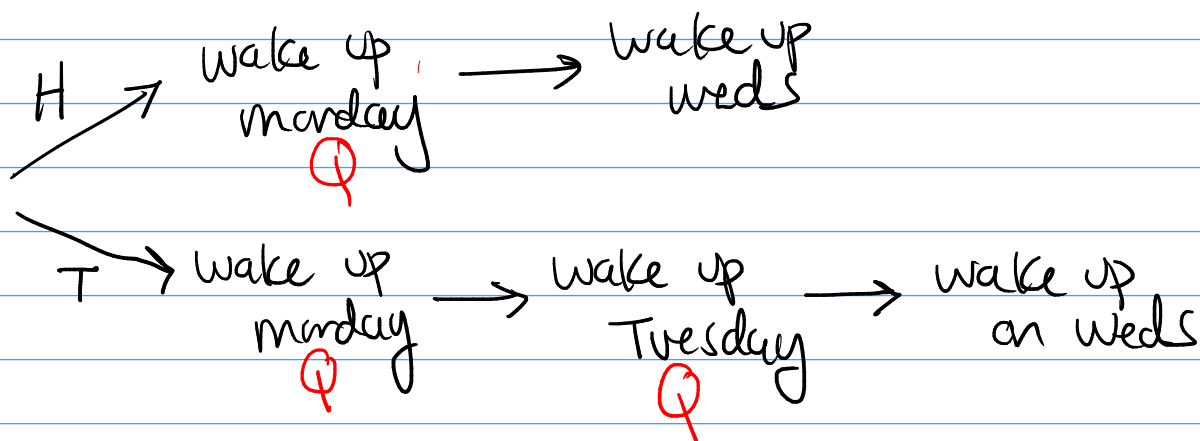 H
wake up
monday
Q
wake up
weds
T
wake up
monday
Q
wake up
Tuesday
Q
wake up
on weds